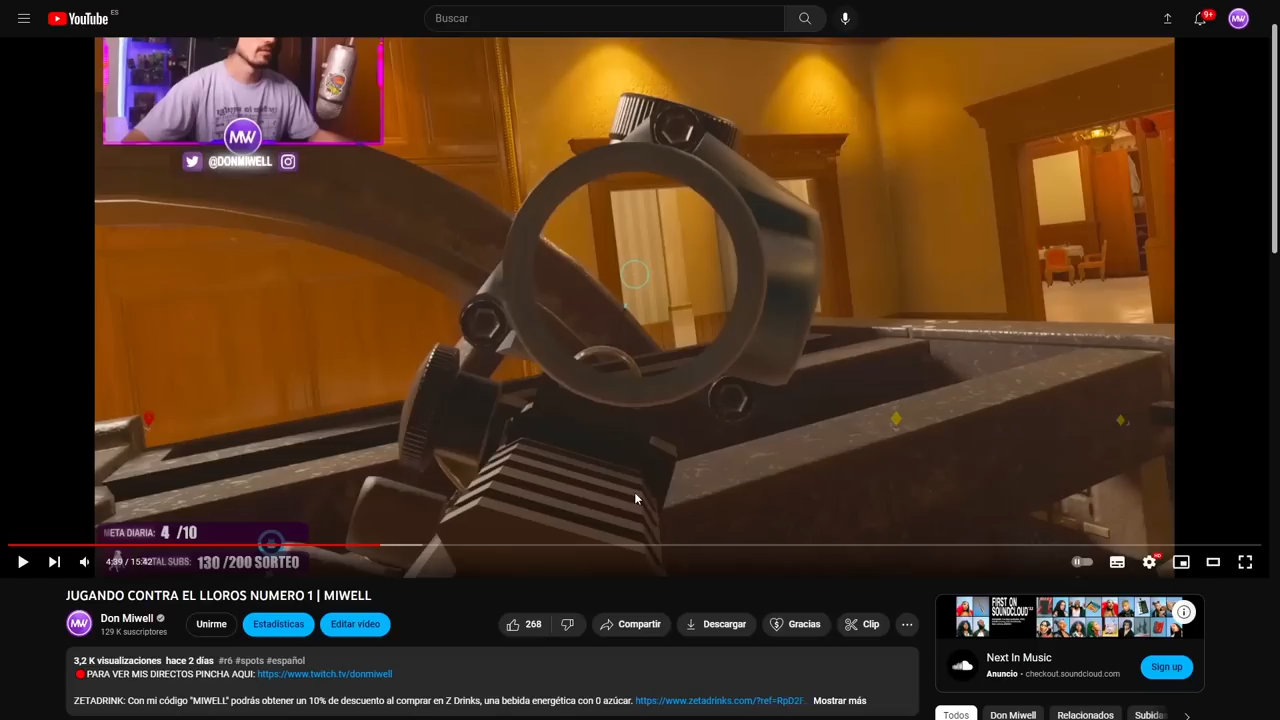 YouTube ES
Buscar
9+
MW
MW
@DONMIWELL
META DIARIA: 4 /10
TOTAL SUBS: 130 /200 SORTEO
4:39 / 15:42
HD
JUGANDO CONTRA EL LLOROS NUMERO 1 | MIWELL
MW
Don Miwell
129 K suscriptores
Unirme
Estadísticas
Editar vídeo
268
Compartir
Descargar
Gracias
Clip
3,2 K visualizaciones hace 2 días #r6 #spots #español
PARA VER MIS DIRECTOS PINCHA AQUI: https://www.twitch.tv/donmiwell
ZETADRINK: Con mi código "MIWELL" podrás obtener un 10% de descuento al comprar en Z Drinks, una bebida energética con 0 azúcar. https://www.zetadrinks.com/?ref=RpD2F... Mostrar más
FIRST ON
SOUNDCLOUD
Next In Music
Anuncio • checkout.soundcloud.com
Sign up
Todos
Don Miwell
Relacionados
Subida